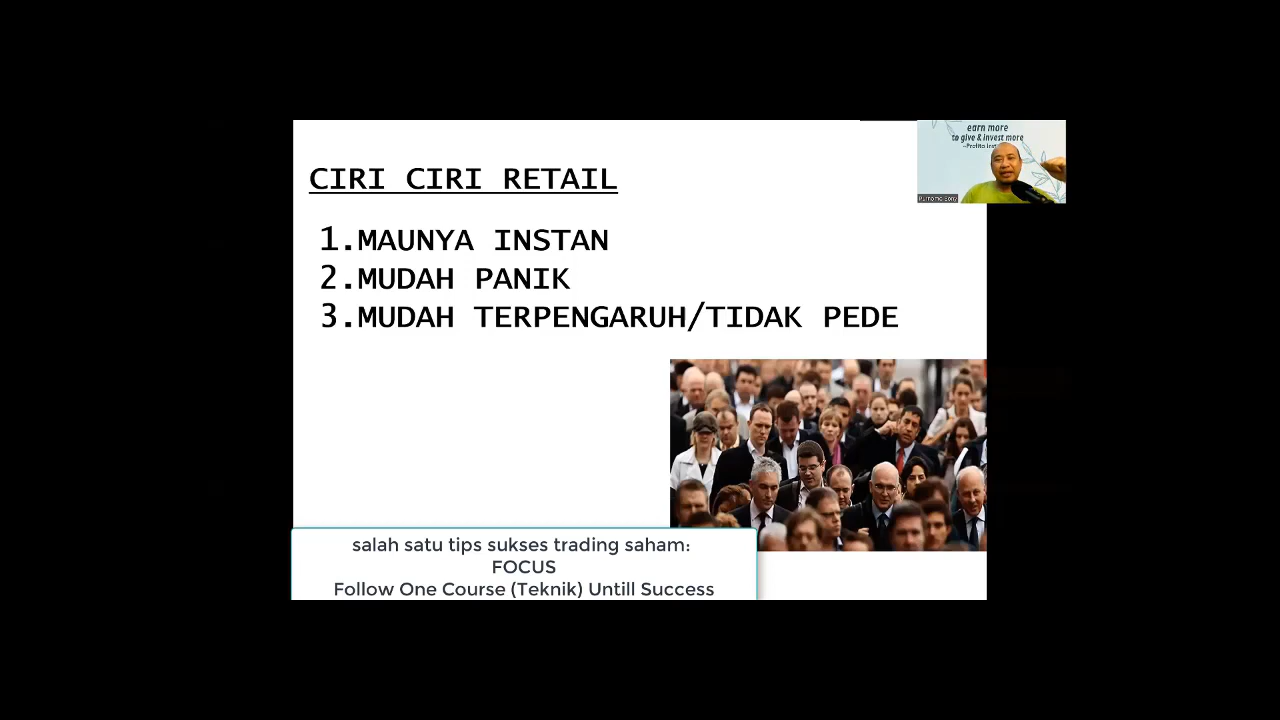 CIRI CIRI RETAIL
1.MAUNYA INSTAN
2.MUDAH PANIK
3.MUDAH TERPENGARUH/TIDAK PEDE
earn more
to give & invest more
salah satu tips sukses trading saham:
FOCUS
Follow One Course (Teknik) Untill Success